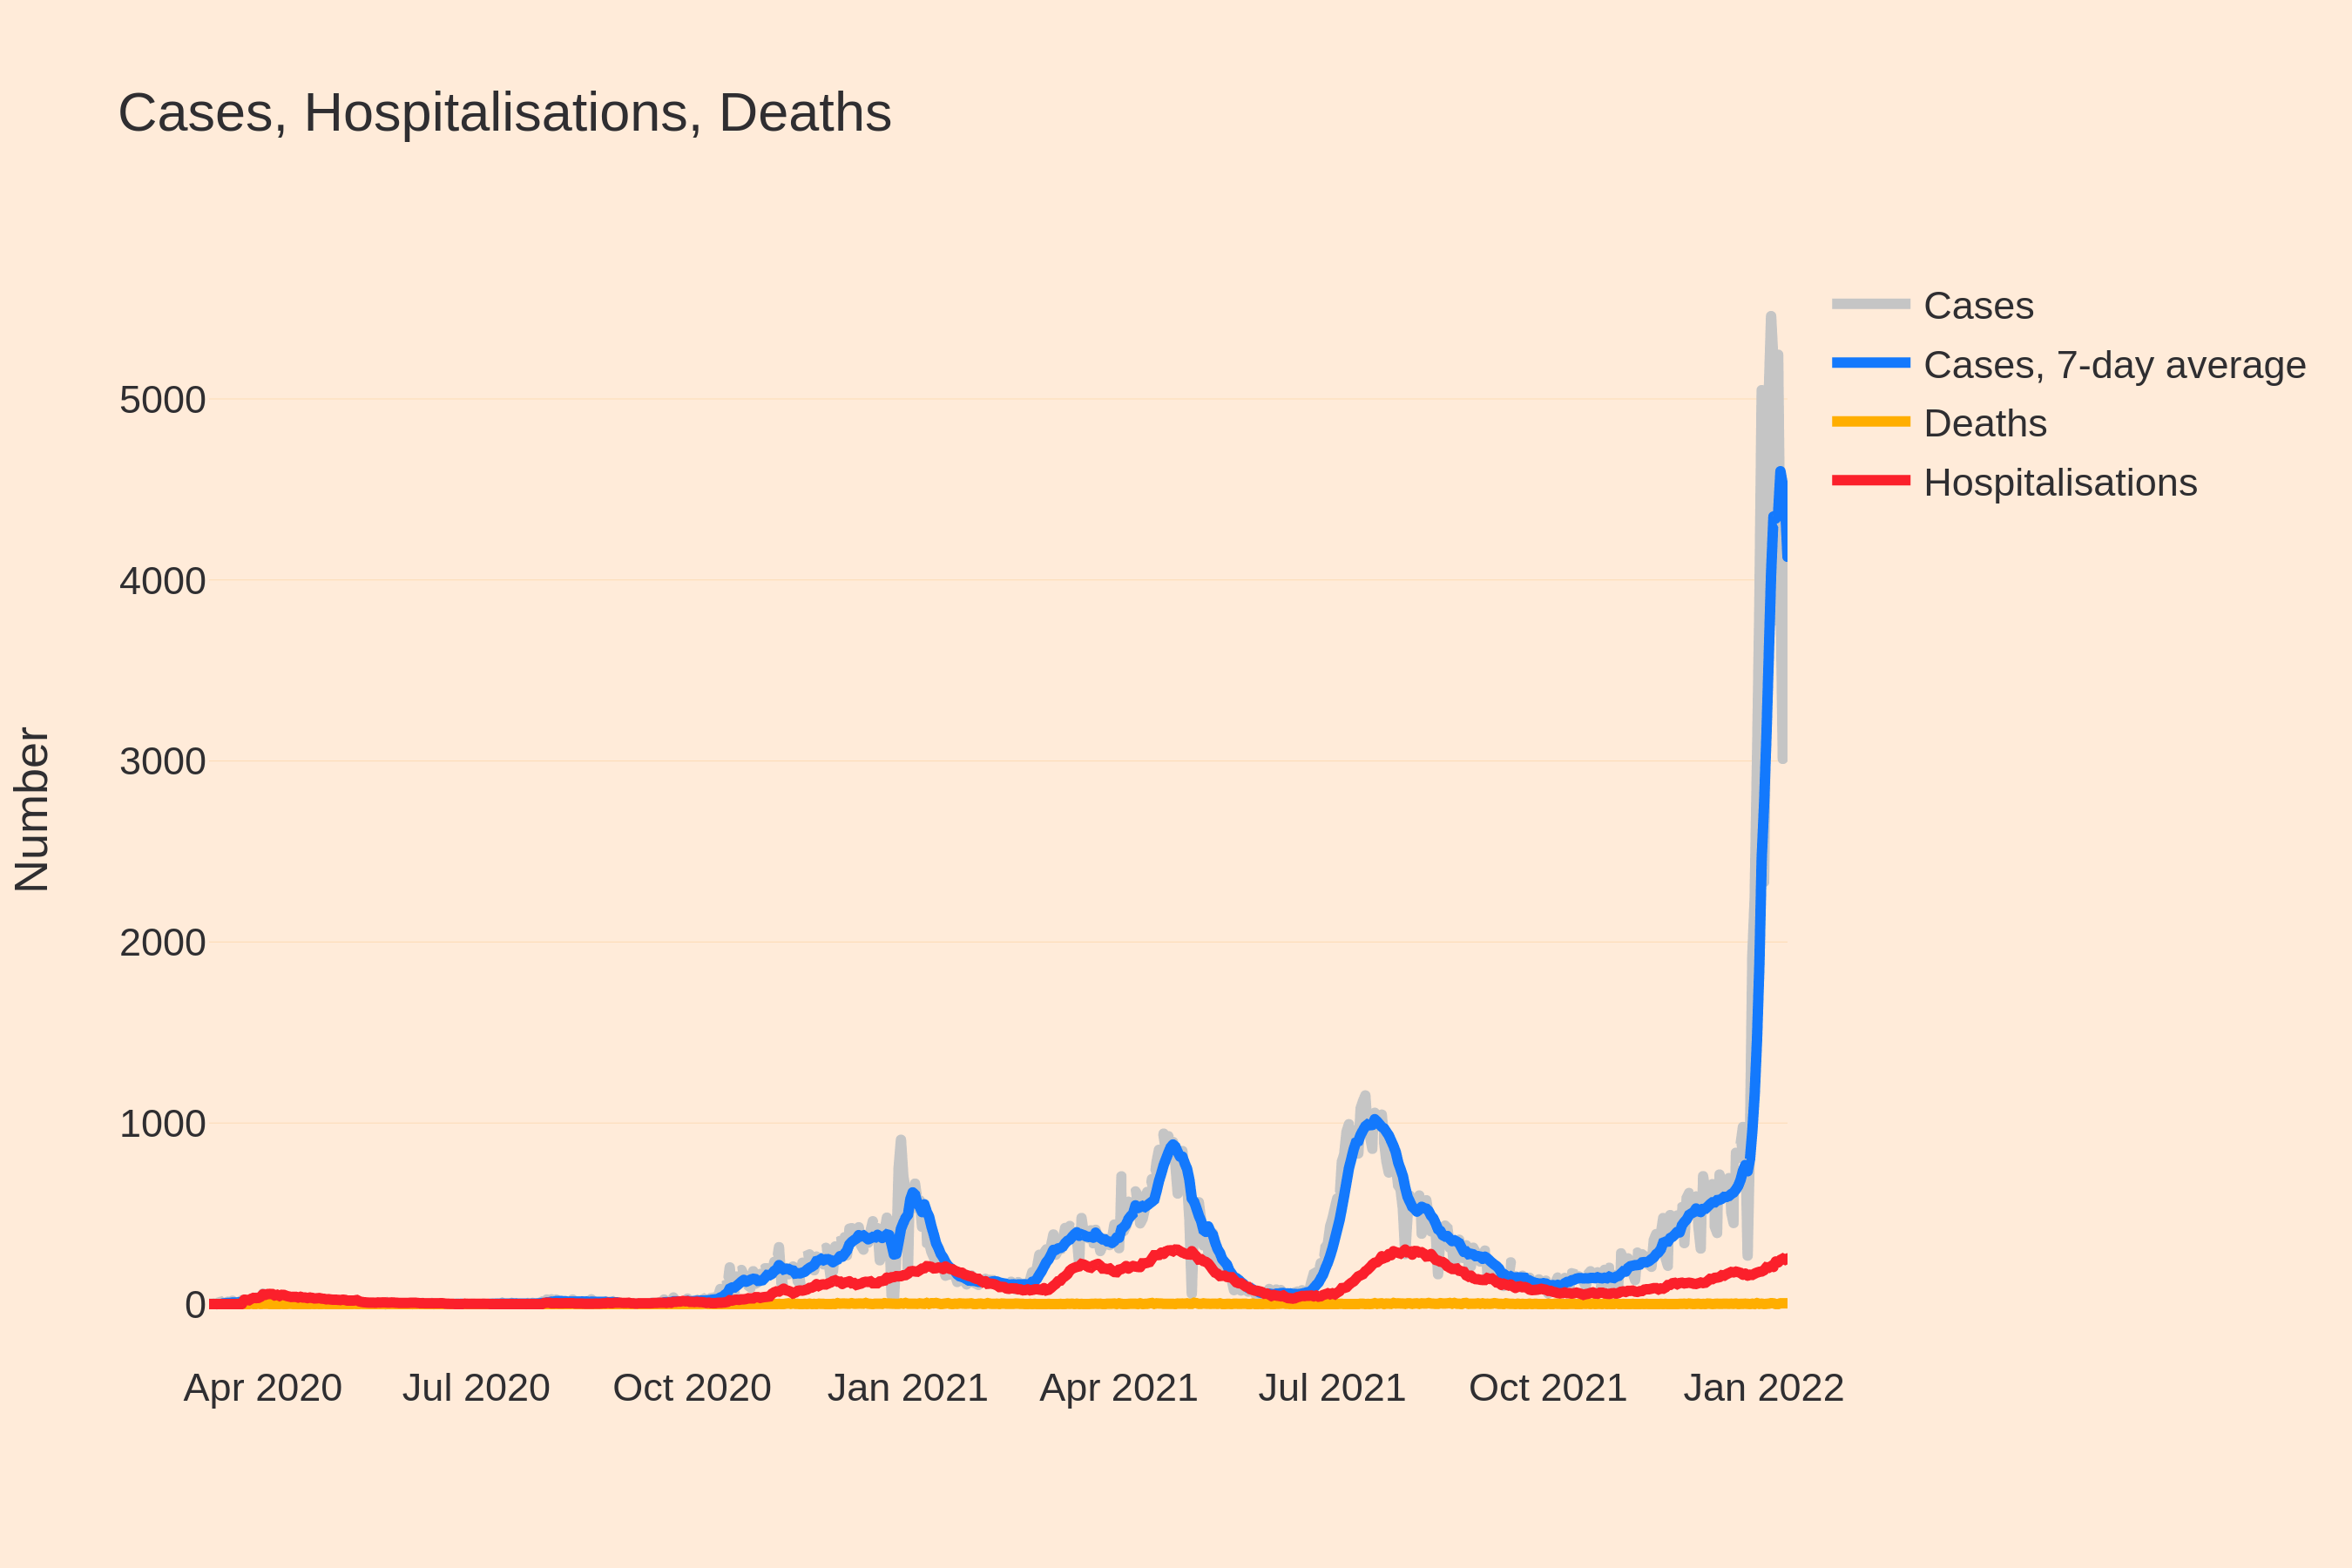 Cases, Hospitalisations, Deaths
Cases
Cases, 7-day average
Deaths
Hospitalisations
Number
5000
4000
3000
2000
1000
0
Apr 2020
Jul 2020
Oct 2020
Jan 2021
Apr 2021
Jul 2021
Oct 2021
Jan 2022